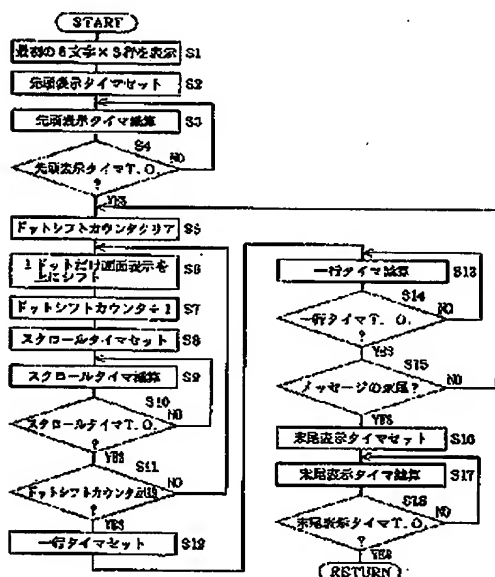 START
最初の8文字×3行を表示 S1
先頭表示タイマセット S2
先頭表示タイマ減算 S3
S4
先頭表示タイマT.O.
?
NO
YES
ドットシフトカウンタクリア S5
1ドットだけ画面表示を
上にシフト
S6
ドットシフトカウンタ+1 S7
スクロールタイマセット S8
スクロールタイマ減算 S9
S10
スクロールタイマT.O.
?
NO
YES
S11
ドットシフトカウンタ
?
NO
YES
一行タイマセット S12
一行タイマ減算 S13
S14
一行タイマT.O.
?
NO
YES
S15
メッセージの末尾?
NO
YES
末尾表示タイマセット S16
末尾表示タイマ減算 S17
S18
末尾表示タイマT.O.
?
NO
YES
RETURN